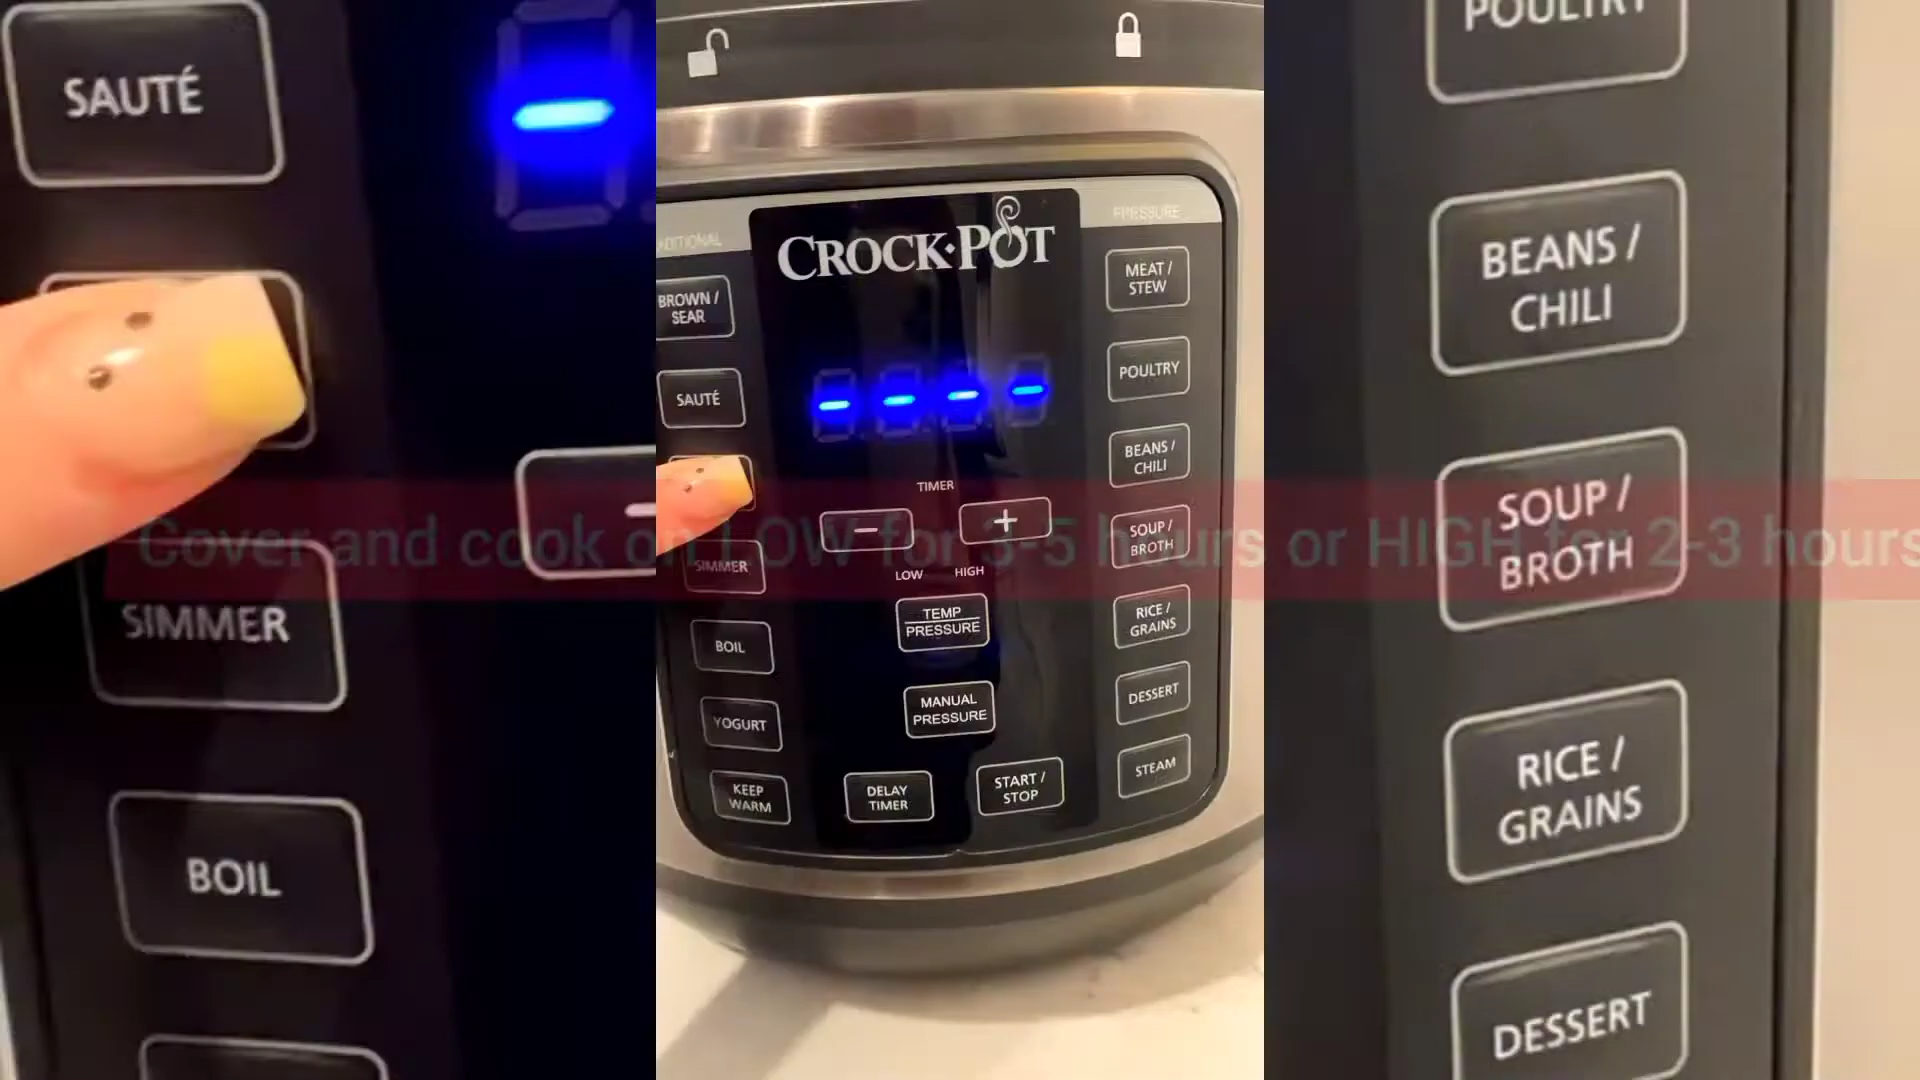 SAUTÉ
SIMMER
BOIL
CROCK·POT
PRESSURE
BROWN /
SEAR
SAUTÉ
SIMMER
BOIL
YOGURT
KEEP
WARM
TIMER
−
+
LOW HIGH
TEMP
PRESSURE
MANUAL
PRESSURE
DELAY
TIMER
START /
STOP
MEAT /
STEW
POULTRY
BEANS /
CHILI
SOUP /
BROTH
RICE /
GRAINS
DESSERT
STEAM
Cover and cook on LOW for 3-5 hours or HIGH for 2-3 hours
POULTRY
BEANS /
CHILI
SOUP /
BROTH
RICE /
GRAINS
DESSERT